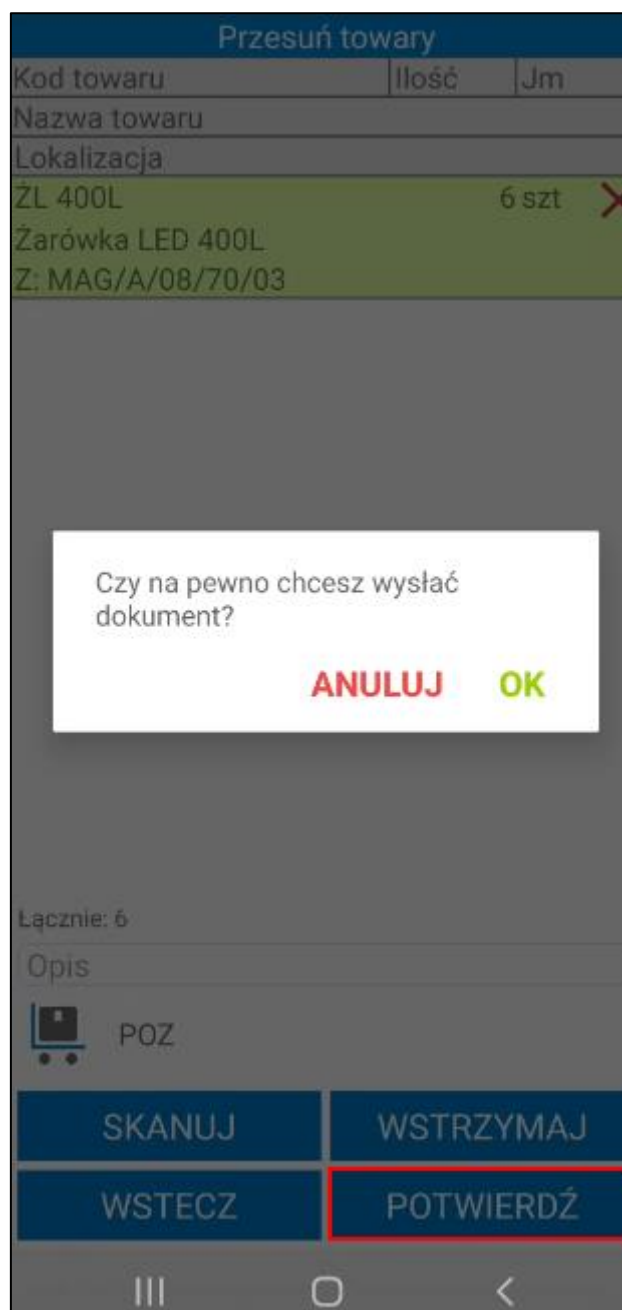 Przesuń towary
Kod towaru Ilość Jm
Nazwa towaru
Lokalizacja
ŻL 400L 6 szt
Żarówka LED 400L
Z: MAG/A/08/70/03
Czy na pewno chcesz wysłać
dokument?
ANULUJ OK
Łącznie: 6
Opis
POZ
SKANUJ WSTRZYMAJ
WSTECZ POTWIERDŹ